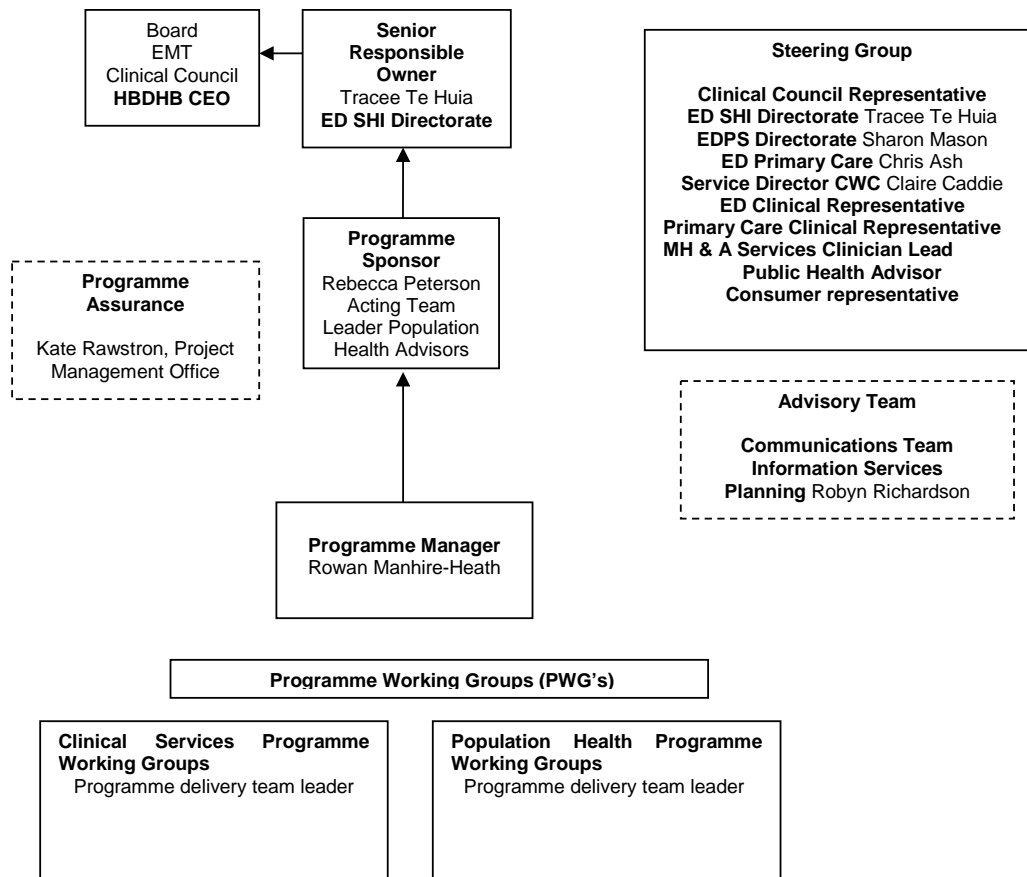 Board
EMT
Clinical Council
HBDHB CEO
Senior
Responsible
Owner
Tracee Te Huia
ED SHI Directorate
Steering Group
Clinical Council Representative
ED SHI Directorate Tracee Te Huia
EDPS Directorate Sharon Mason
ED Primary Care Chris Ash
Service Director CWC Claire Caddie
ED Clinical Representative
Primary Care Clinical Representative
MH & A Services Clinician Lead
Public Health Advisor
Consumer representative
Programme
Sponsor
Rebecca Peterson
Acting Team
Leader Population
Health Advisors
Programme
Assurance
Kate Rawstron, Project
Management Office
Advisory Team
Communications Team
Information Services
Planning Robyn Richardson
Programme Manager
Rowan Manhire-Heath
Programme Working Groups (PWG's)
Clinical Services Programme
Working Groups
Programme delivery team leader
Population Health Programme
Working Groups
Programme delivery team leader